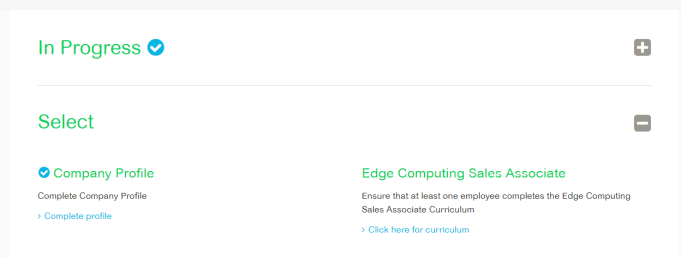 In Progress
Select
Company Profile
Complete Company Profile
> Complete profile
Edge Computing Sales Associate
Ensure that at least one employee completes the Edge Computing
Sales Associate Curriculum
> Click here for curriculum